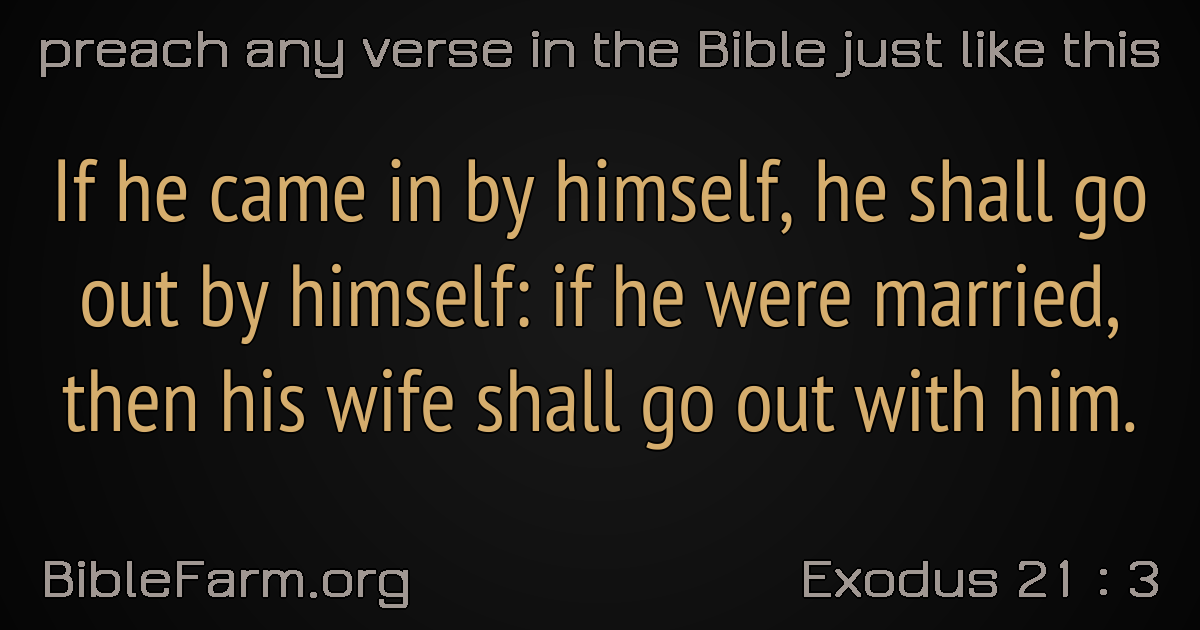 preach any verse in the Bible just like this
If he came in by himself, he shall go
out by himself: if he were married,
then his wife shall go out with him.
BibleFarm.org
Exodus 21 : 3